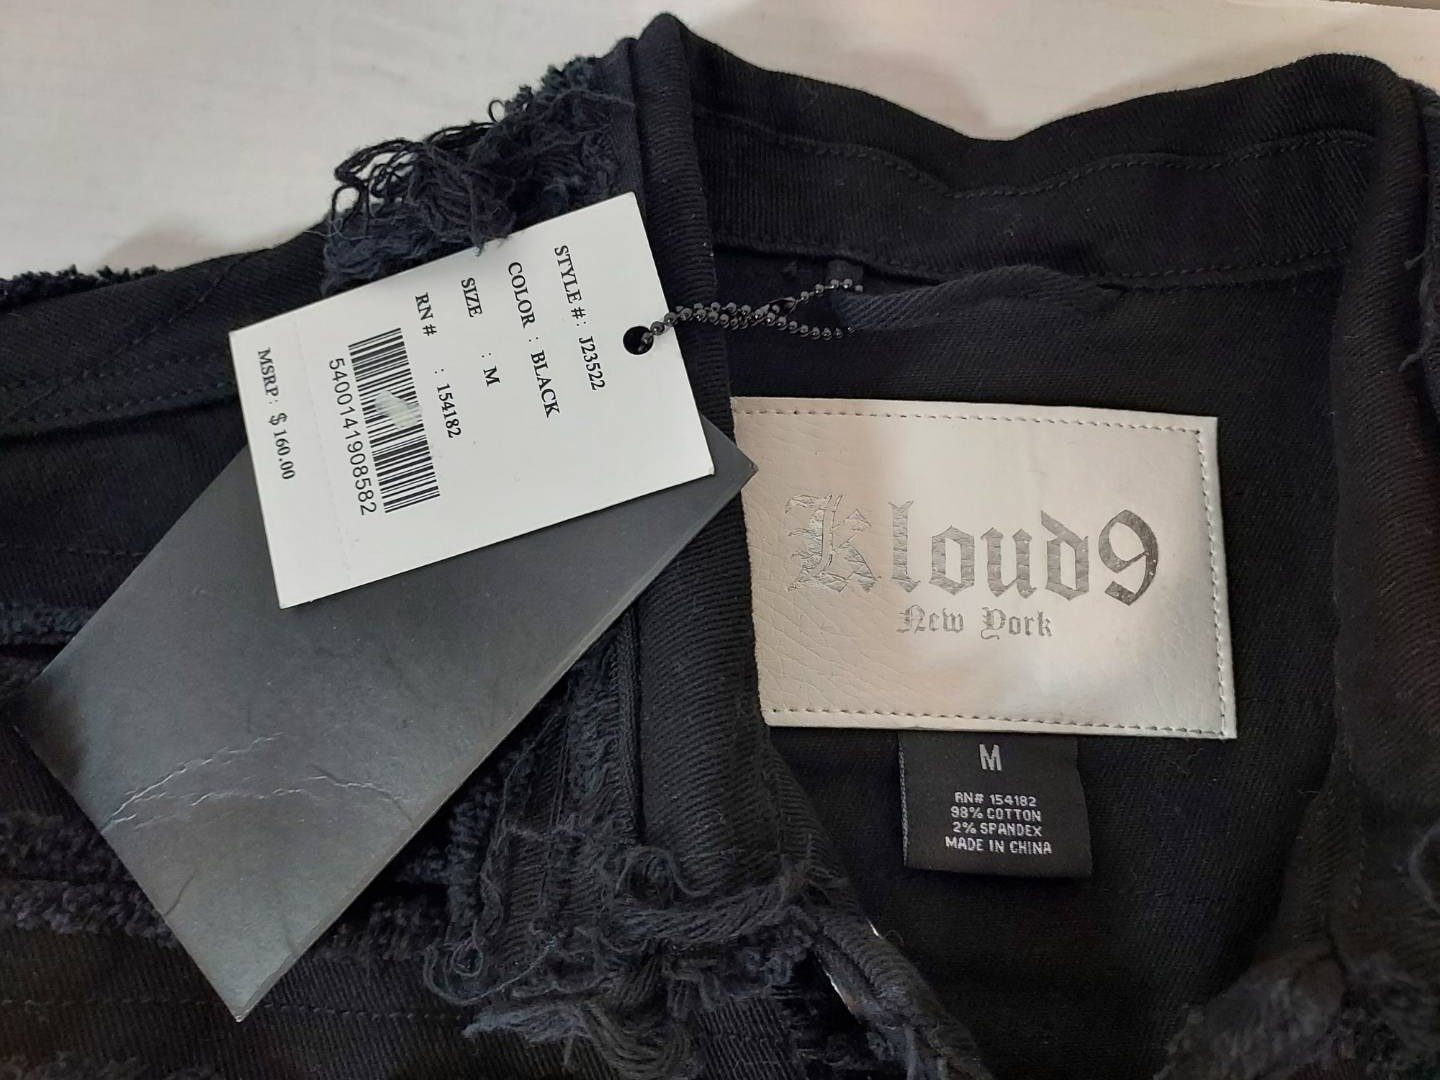 STYLE #: J23522
COLOR : BLACK
SIZE : M
RN # : 154182
5400141908582
MSRP: $ 160.00
Kloud9
New York
M
RN# 154182
98% COTTON
2% SPANDEX
MADE IN CHINA